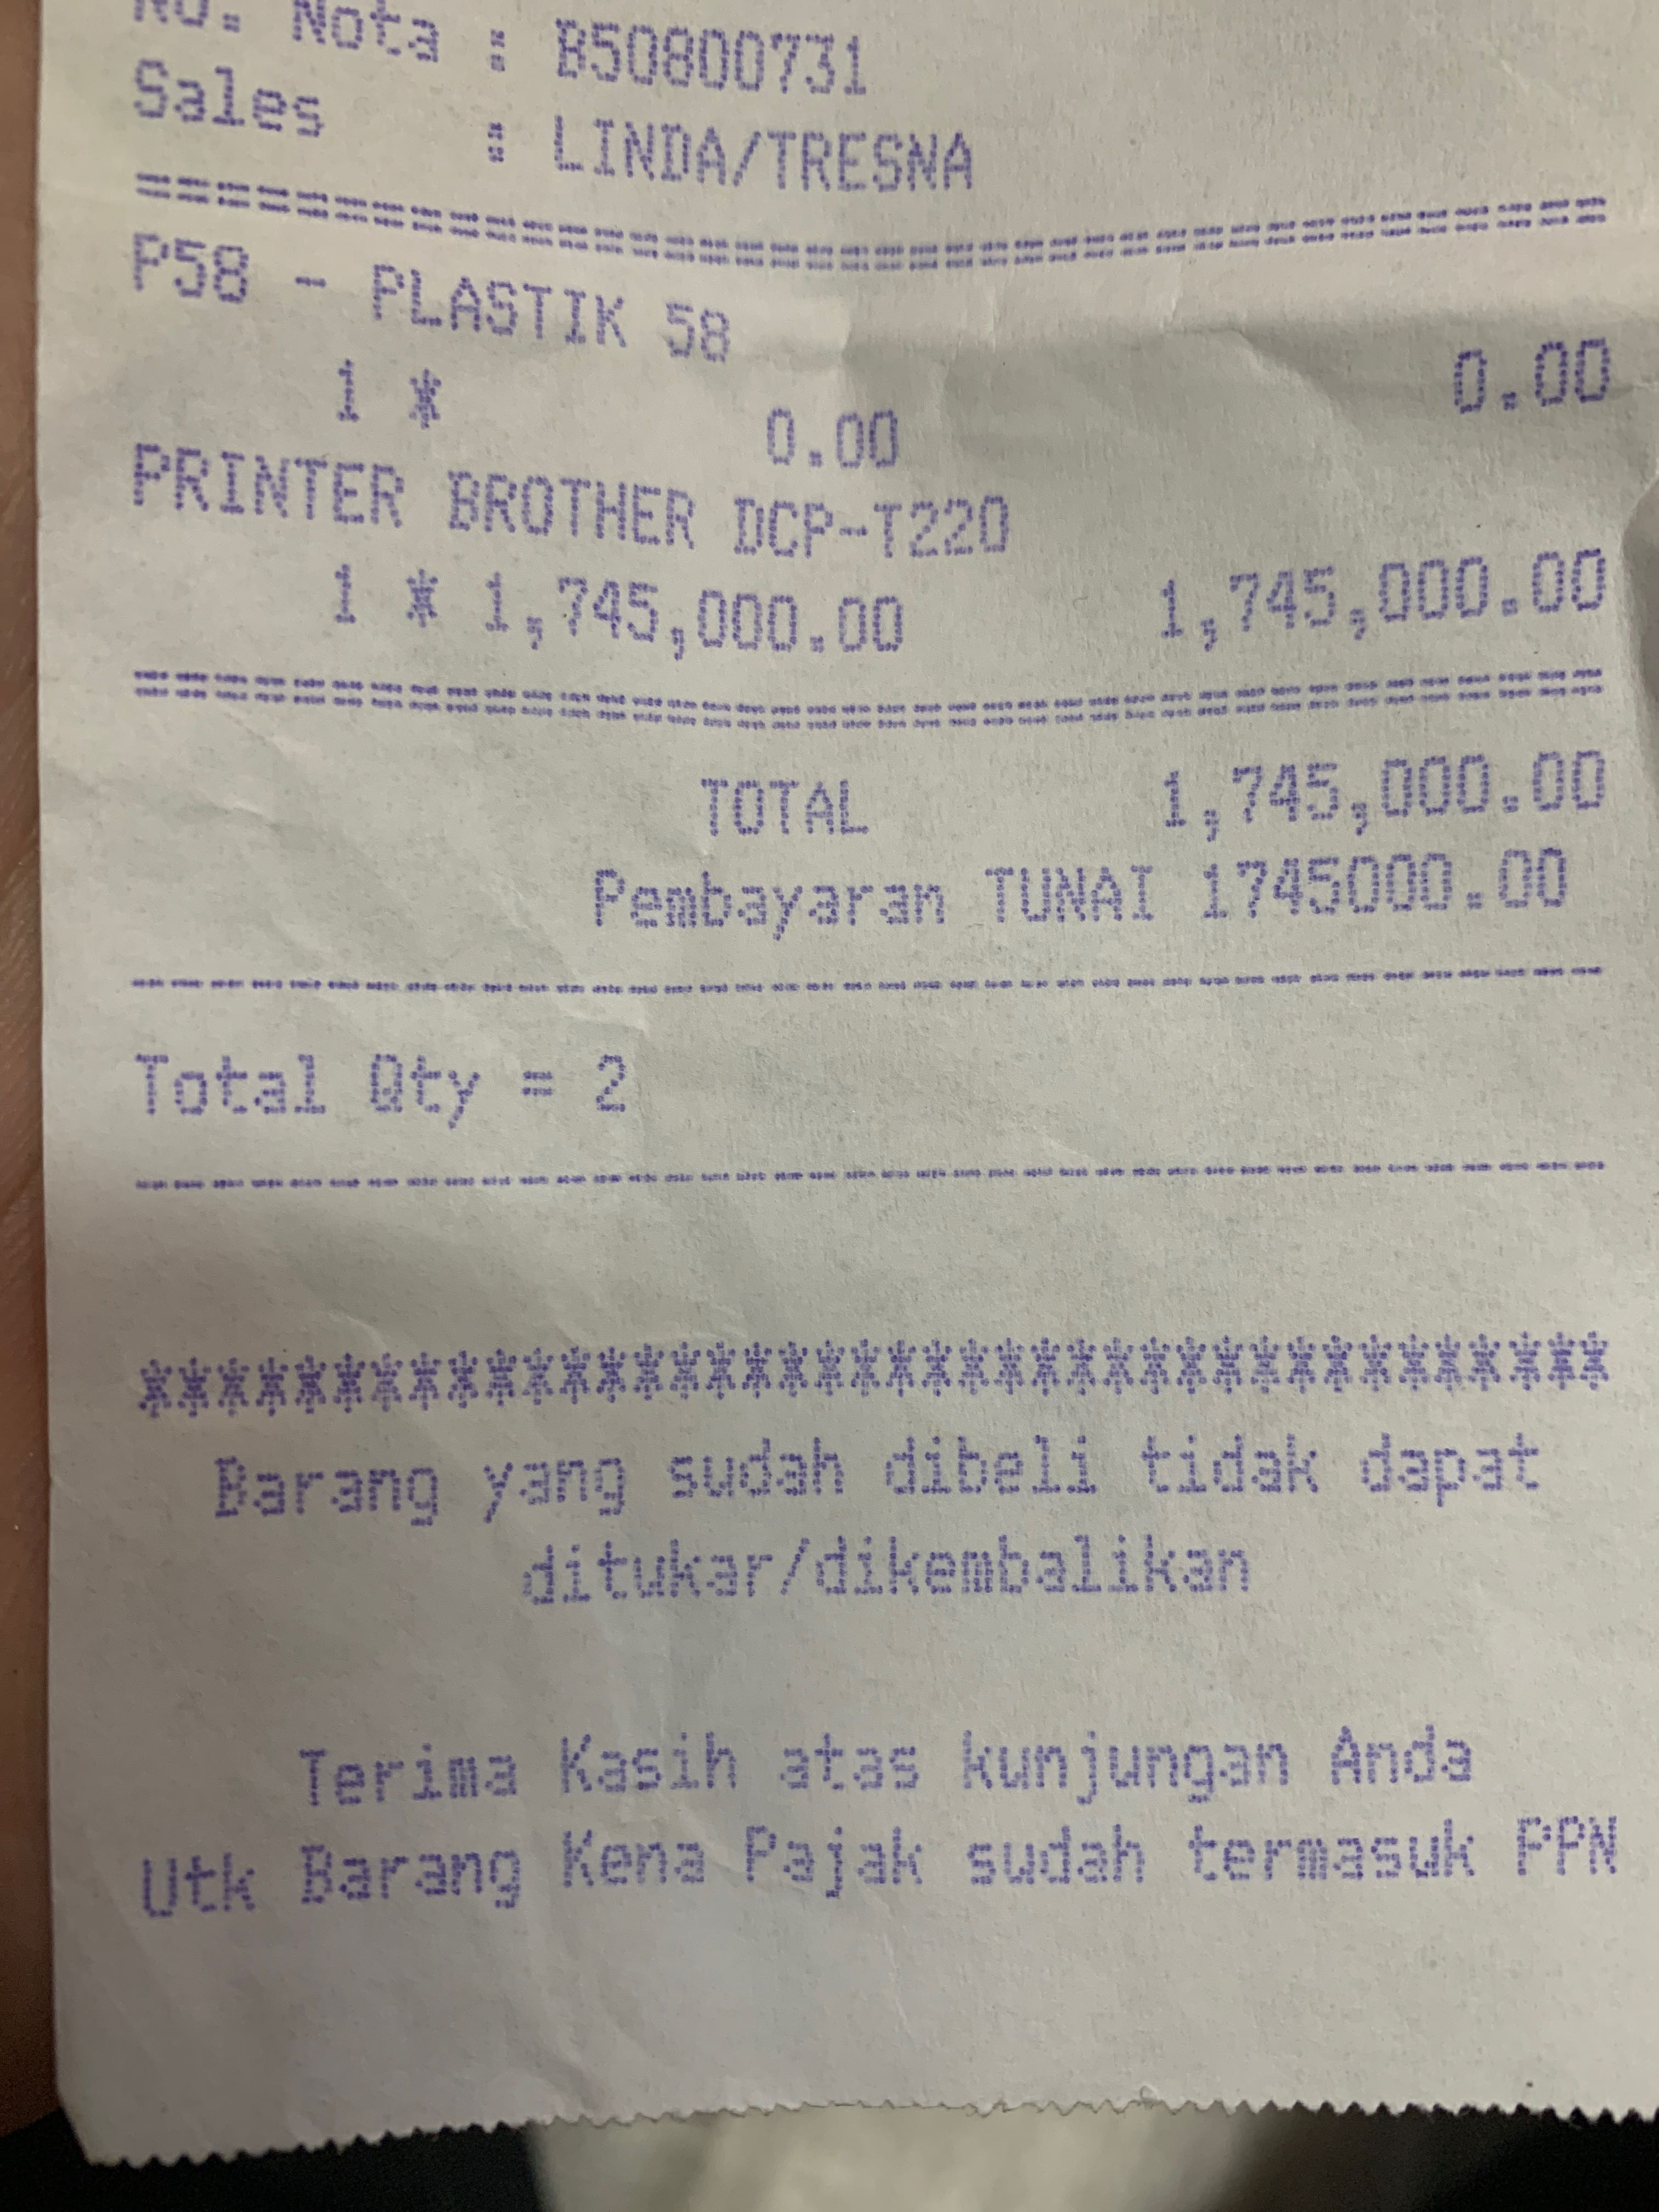 No. Nota : B50800731
Sales : LINDA/TRESNA
================================
P58 - PLASTIK 58
1 * 0.00 0.00
PRINTER BROTHER DCP-T220
1 * 1,745,000.00 1,745,000.00
================================
TOTAL 1,745,000.00
Pembayaran TUNAI 1745000.00
----------------------------------------
Total Qty = 2
----------------------------------------
****************************************
Barang yang sudah dibeli tidak dapat
ditukar/dikembalikan
Terima Kasih atas kunjungan Anda
Utk Barang Kena Pajak sudah termasuk PPN